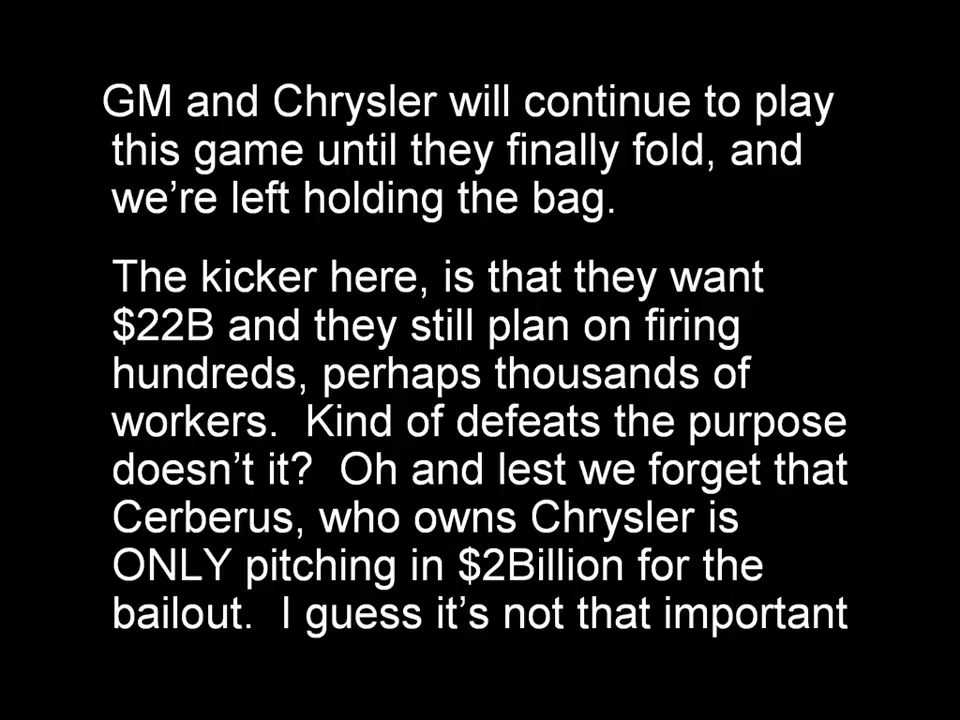 GM and Chrysler will continue to play
this game until they finally fold, and
we’re left holding the bag.
The kicker here, is that they want
$22B and they still plan on firing
hundreds, perhaps thousands of
workers.  Kind of defeats the purpose
doesn’t it?  Oh and lest we forget that
Cerberus, who owns Chrysler is
ONLY pitching in $2Billion for the
bailout.  I guess it’s not that important